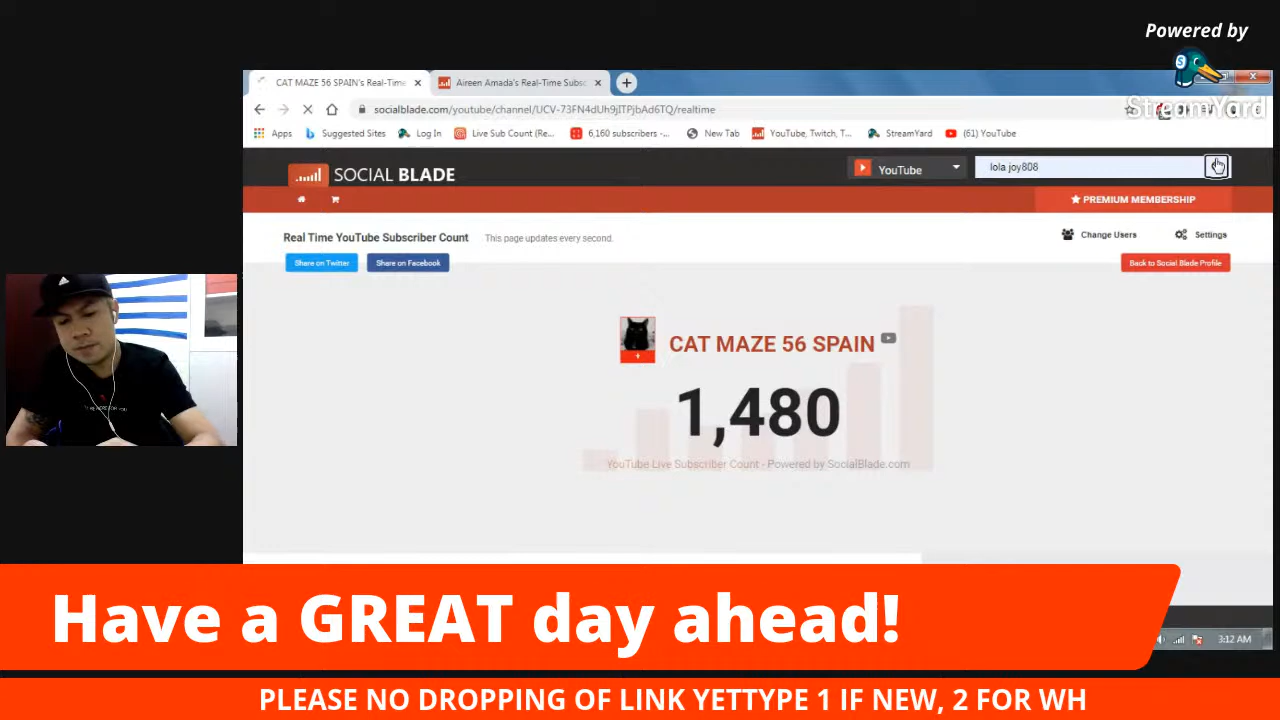 Powered by
StreamYard
CAT MAZE 56 SPAIN's Real-Time
Aireen Amada's Real-Time Subsc
socialblade.com/youtube/channel/UCV-73FN4dUh9jITPjbAd6TQ/realtime
Apps Suggested Sites Log In Live Sub Count (Re... 6,160 subscribers -... New Tab YouTube, Twitch, T... StreamYard (61) YouTube
SOCIAL BLADE
YouTube
lola joy808
PREMIUM MEMBERSHIP
Real Time YouTube Subscriber Count
This page updates every second.
Change Users
Settings
Share on Twitter
Share on Facebook
Back to Social Blade Profile
CAT MAZE 56 SPAIN
1,480
YouTube Live Subscriber Count - Powered by SocialBlade.com
Have a GREAT day ahead!
3:12 AM
PLEASE NO DROPPING OF LINK YETTYPE 1 IF NEW, 2 FOR WH